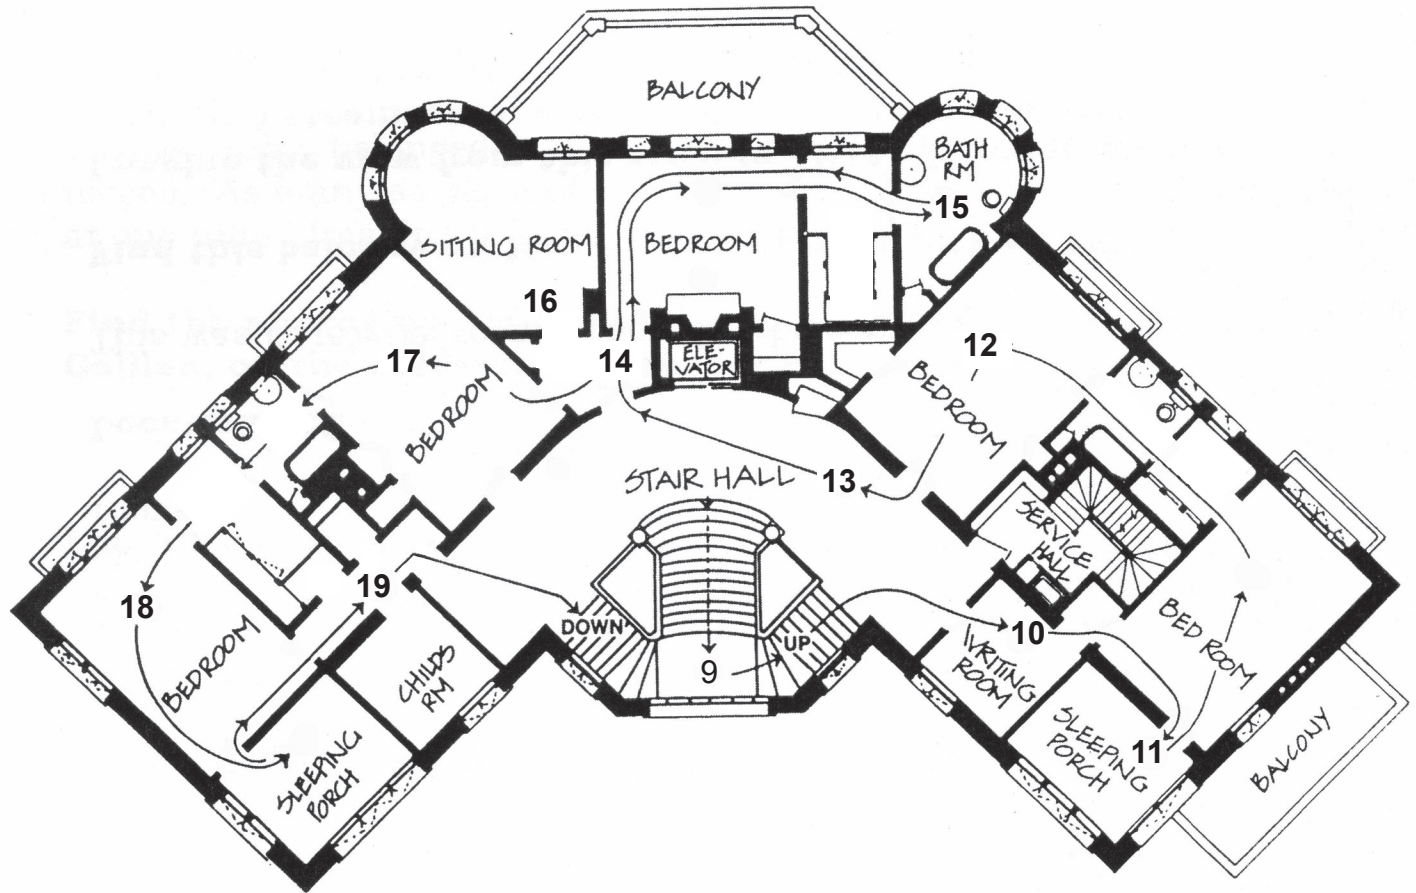 BALCONY
BATH
RM
15
SITTING ROOM
BEDROOM
16
17
14
ELE-
VATOR
12
BEDROOM
BEDROOM
STAIR HALL
13
SERVICE
HALL
18
19
DOWN
UP
9
10
WRITING
ROOM
BED ROOM
BEDROOM
CHILDS
RM
SLEEPING
PORCH
11
SLEEPING
PORCH
BALCONY